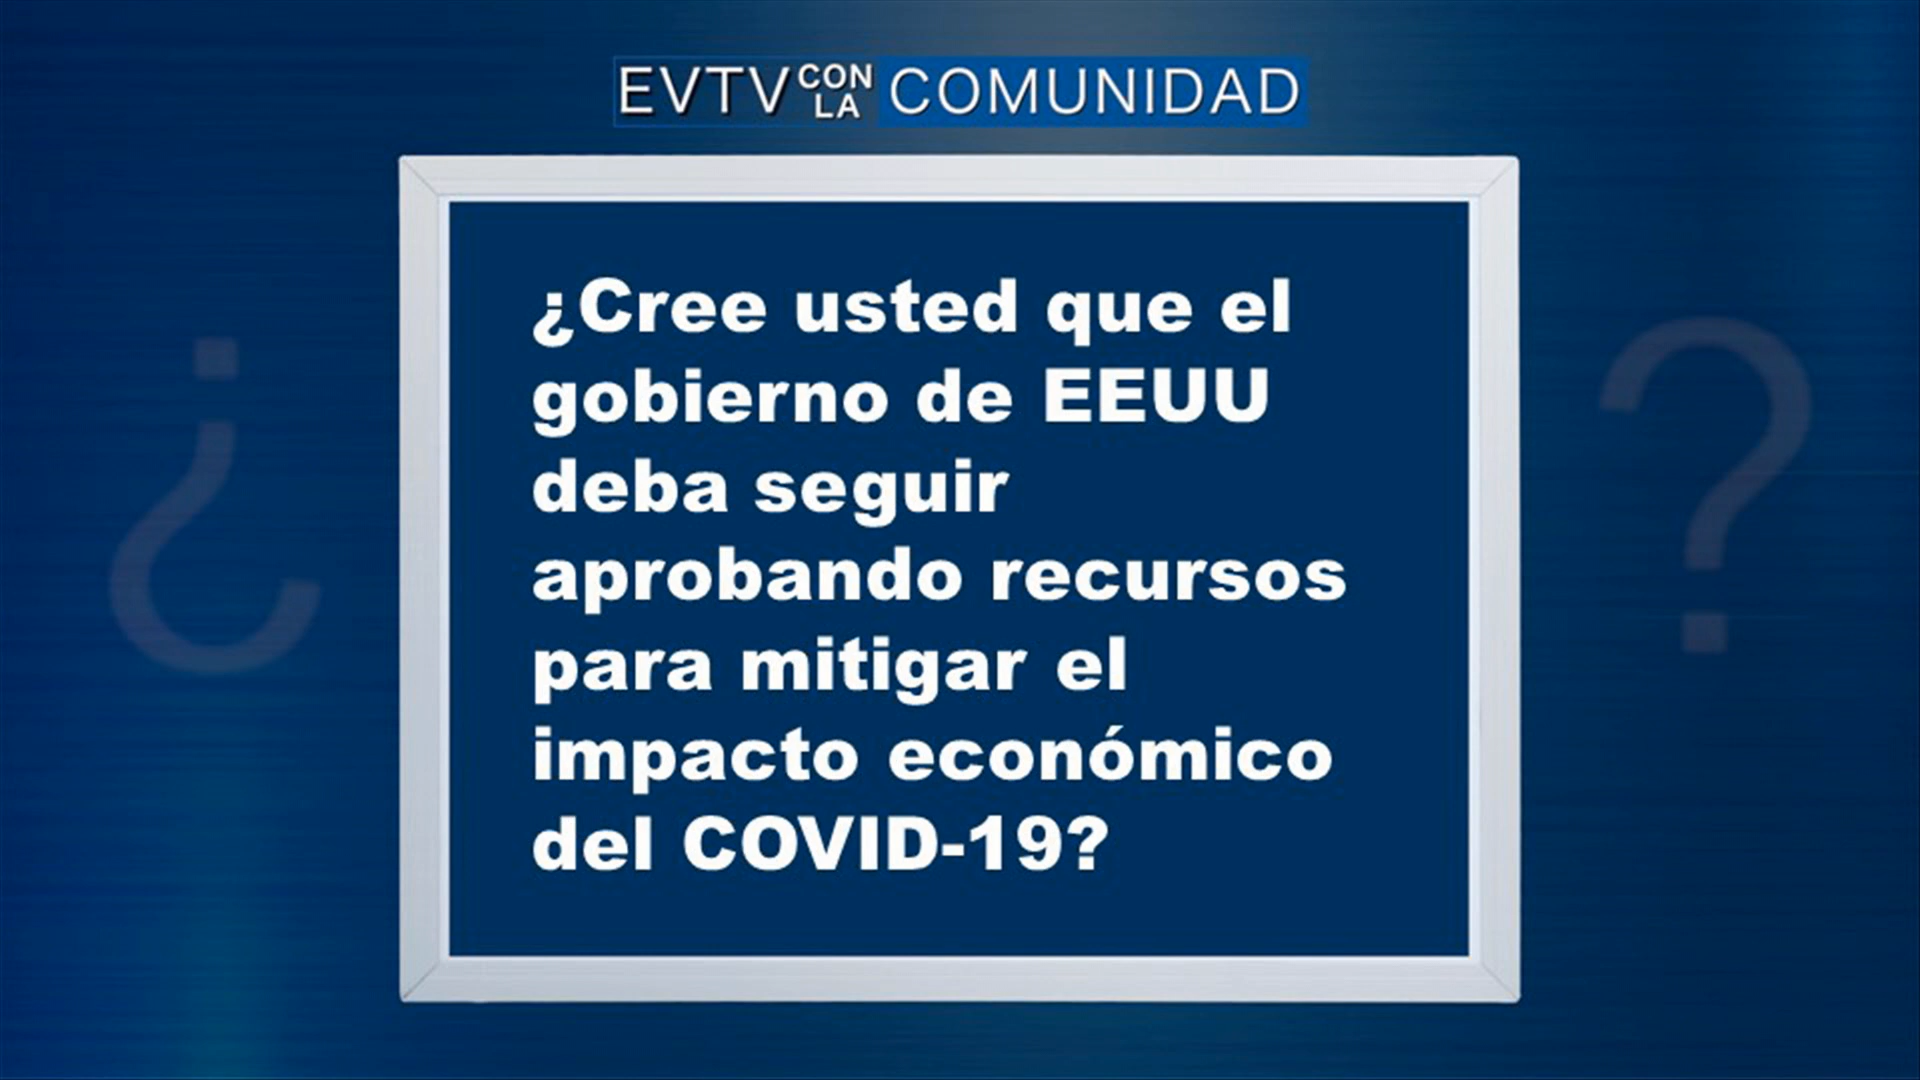 EVTV CON LA COMUNIDAD
¿Cree usted que el
gobierno de EEUU
deba seguir
aprobando recursos
para mitigar el
impacto económico
del COVID-19?
¿ ?